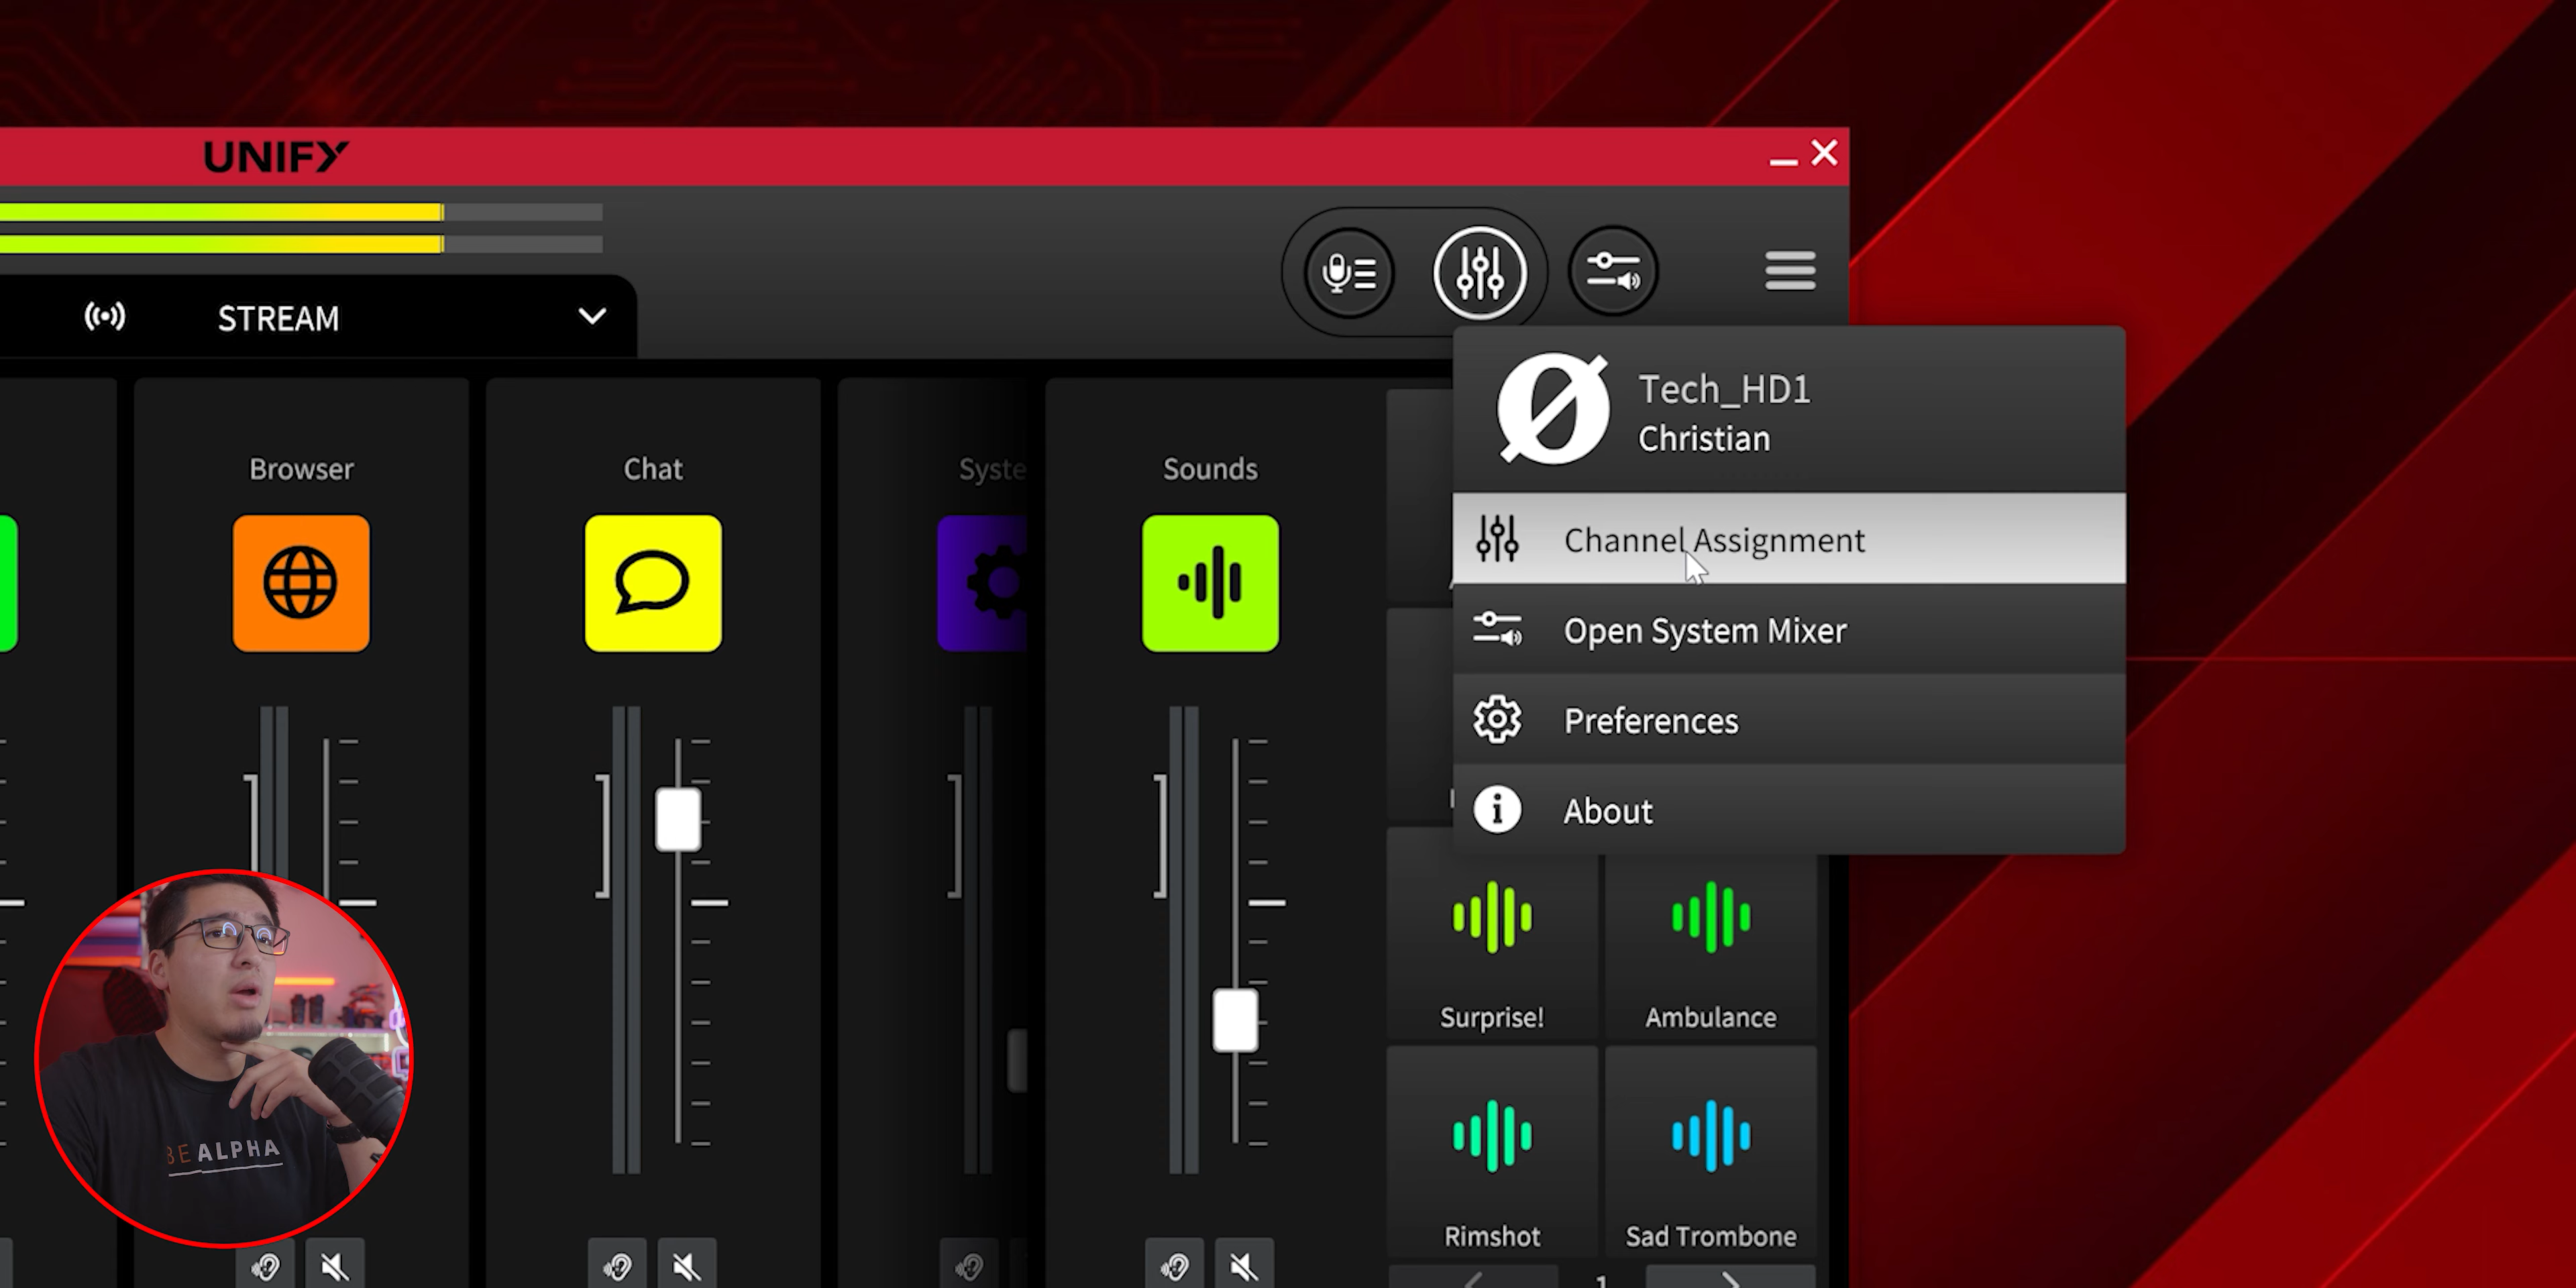 UNIFY
STREAM
Tech_HD1
Christian
Browser
Chat
Syste
Sounds
Channel Assignment
Open System Mixer
Preferences
About
Surprise!
Ambulance
Rimshot
Sad Trombone
BE ALPHA
1